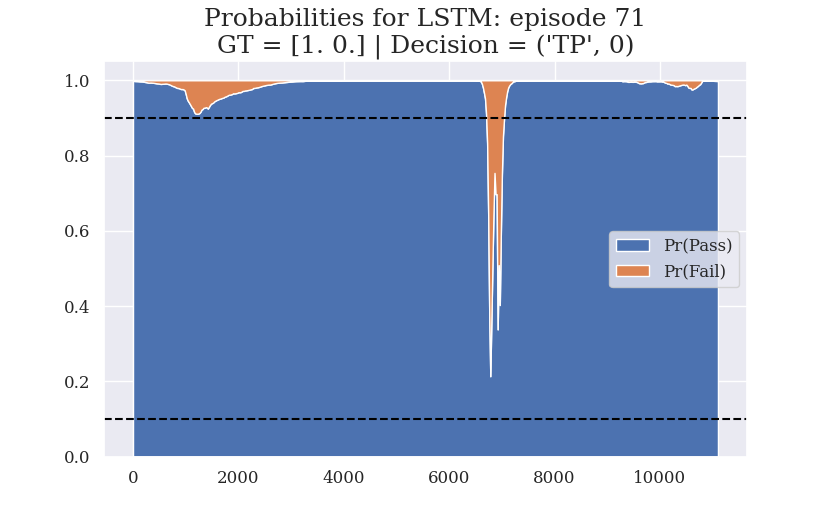 Probabilities for LSTM: episode 71
GT = [1. 0.] | Decision = ('TP', 0)
1.0
0.8
0.6
0.4
0.2
0.0
Pr(Pass)
Pr(Fail)
0 2000 4000 6000 8000 10000